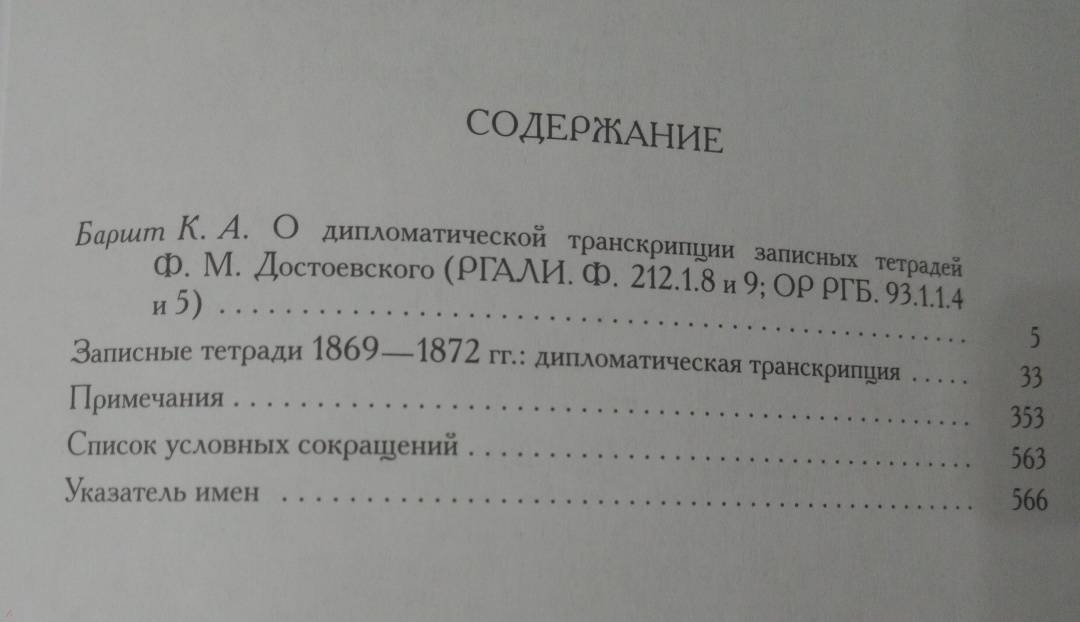 СОДЕРЖАНИЕ
Баршт К. А. О дипломатической транскрипции записных тетрадей
Ф. М. Достоевского (РГАЛИ. Ф. 212.1.8 и 9; ОР РГБ. 93.1.1.4
и 5) ..................................................... 5
Записные тетради 1869—1872 гг.: дипломатическая транскрипция ..... 33
Примечания ..................................................... 353
Список условных сокращений ..................................... 563
Указатель имен ................................................. 566